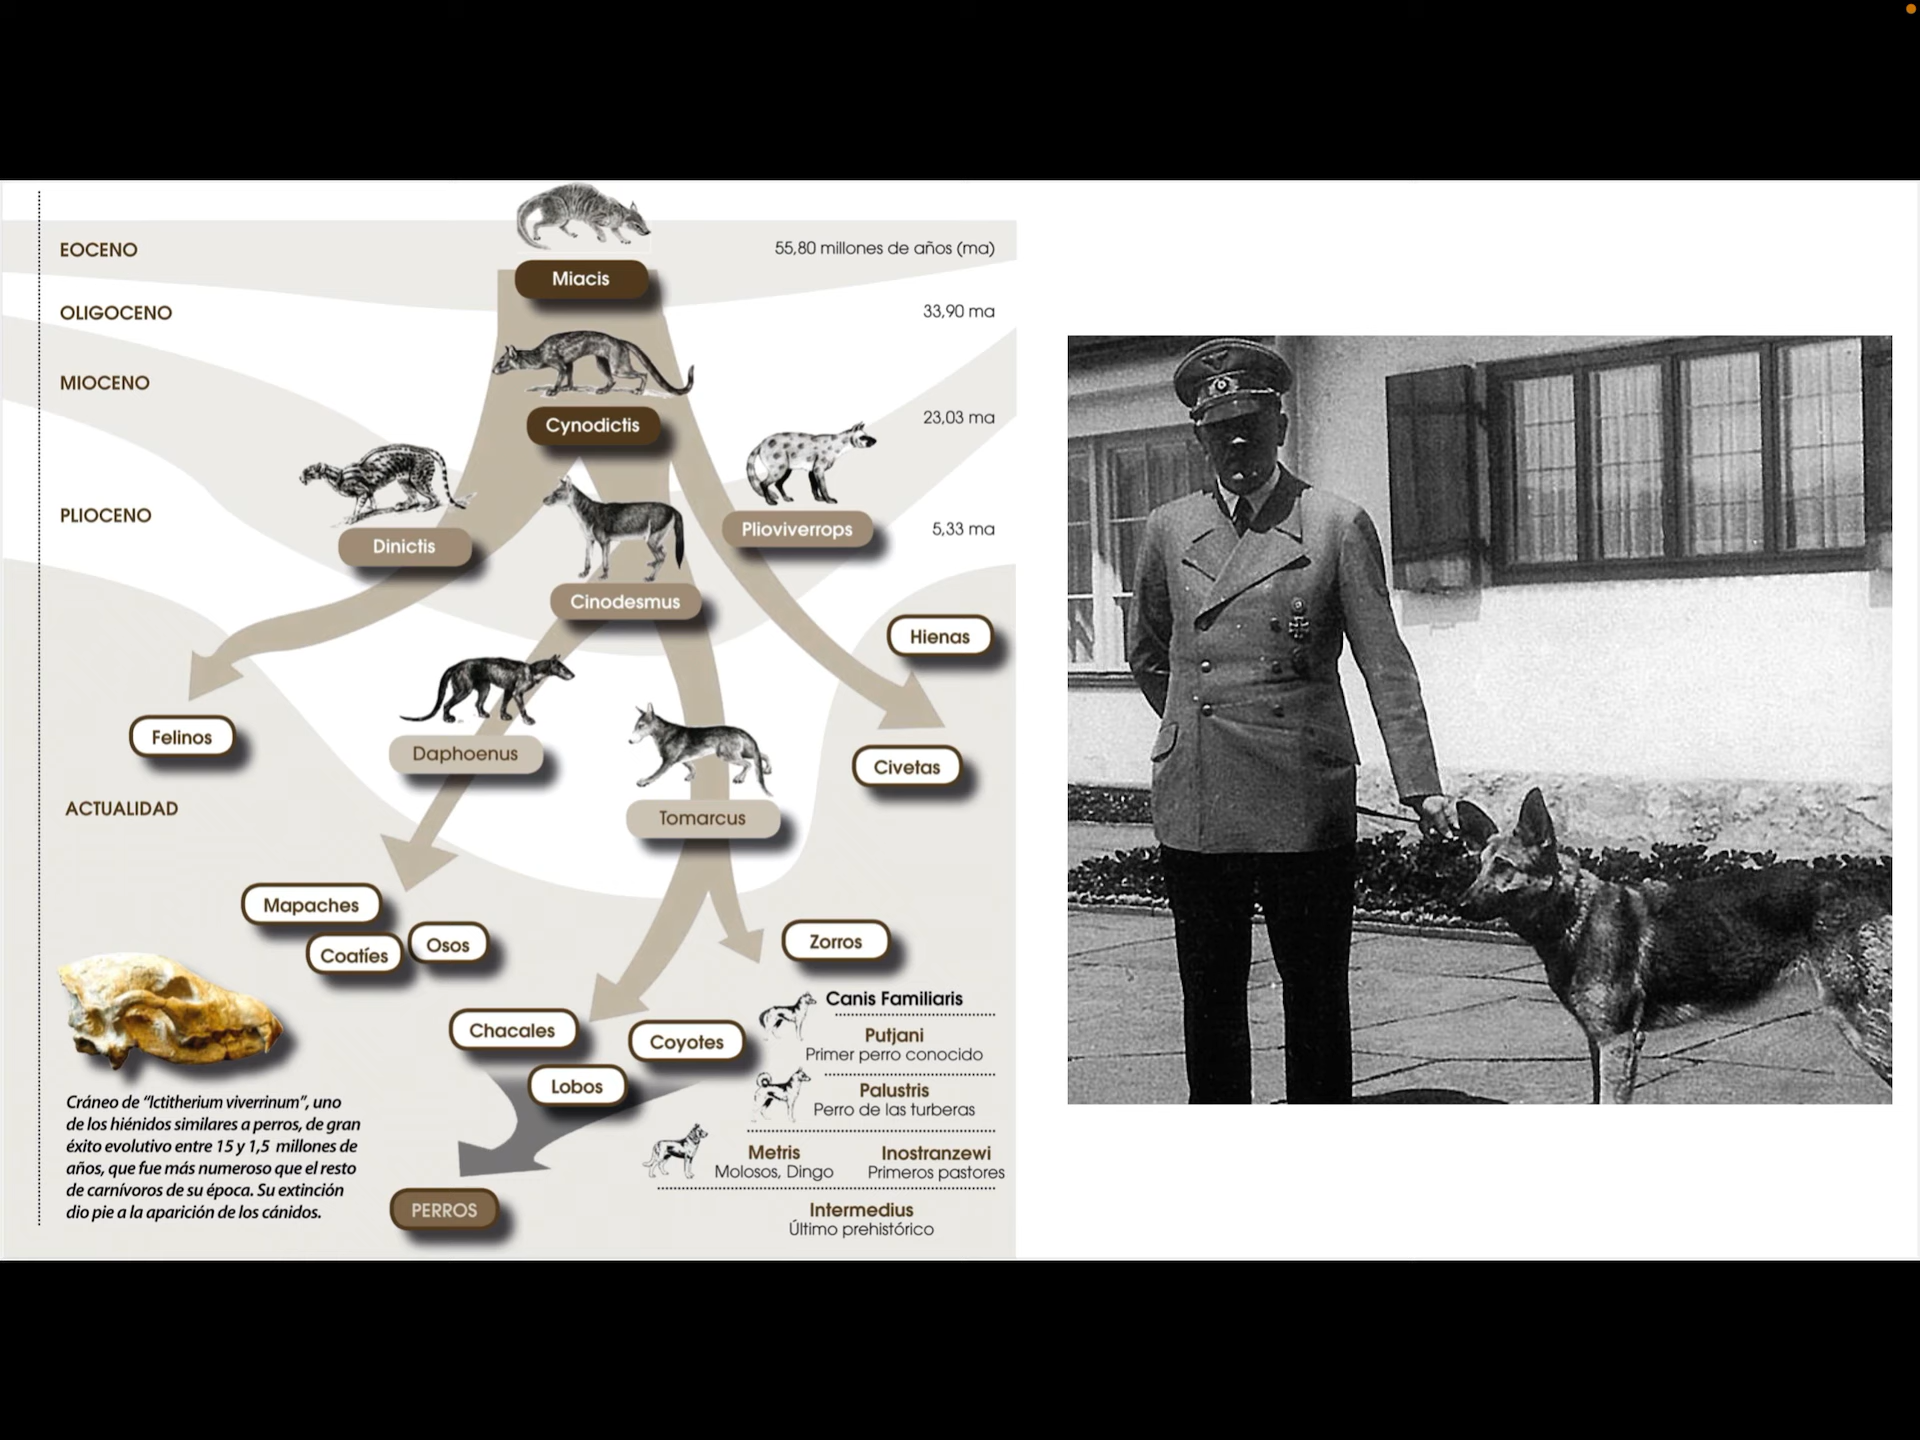 EOCENO
55,80 millones de años (ma)
Miacis
OLIGOCENO
33,90 ma
MIOCENO
23,03 ma
Cynodictis
PLIOCENO
5,33 ma
Dinictis
Plioviverrops
Cinodesmus
Hienas
Felinos
Daphoenus
Civetas
ACTUALIDAD
Tomarcus
Mapaches
Coatíes
Osos
Zorros
Chacales
Coyotes
Lobos
PERROS
Canis Familiaris
Putjani
Primer perro conocido
Palustris
Perro de las turberas
Metris
Molosos, Dingo
Inostranzewi
Primeros pastores
Intermedius
Último prehistórico
Cráneo de “Ictitherium viverrinum”, uno
de los hiénidos similares a perros, de gran
éxito evolutivo entre 15 y 1,5 millones de
años, que fue más numeroso que el resto
de carnívoros de su época. Su extinción
dio pie a la aparición de los cánidos.